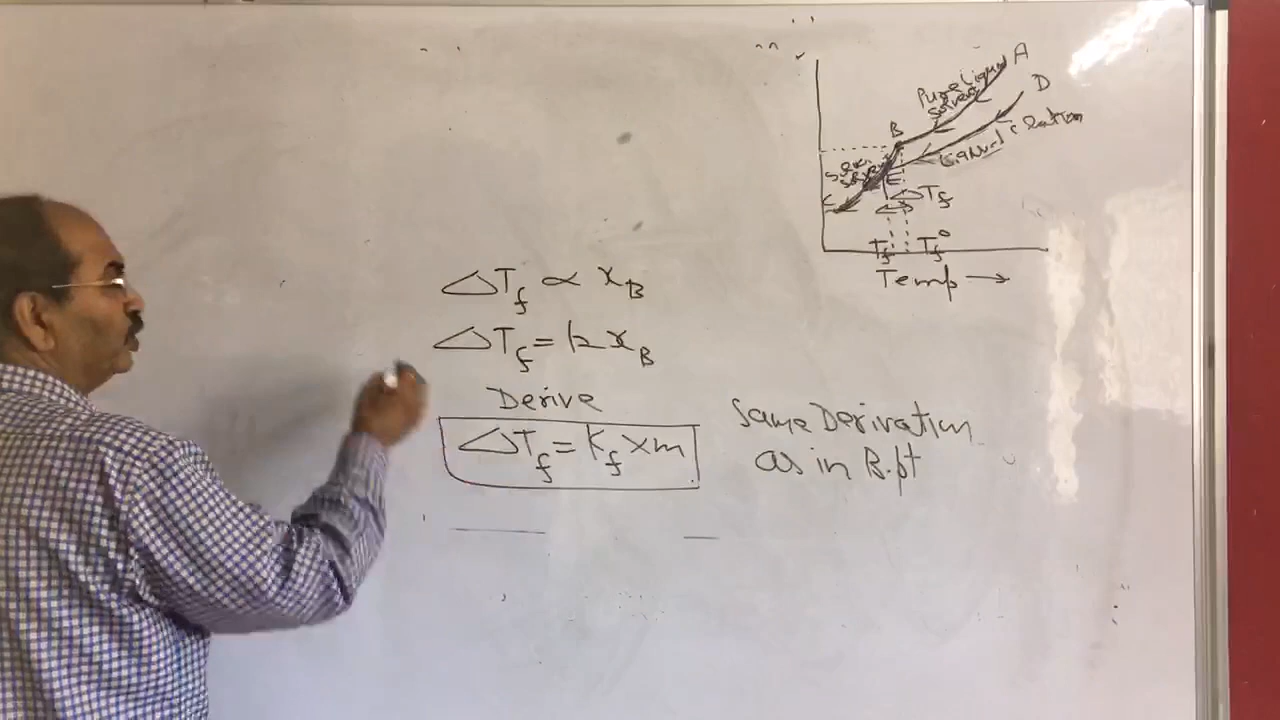 A
Pure Liquid
Solvent
D
B
E
ΔTf
Tf Tf°
Temp →
ΔTf ∝ xB
ΔTf = k xB
Derive
ΔTf = Kf × m
Same Derivation
as in B.pt